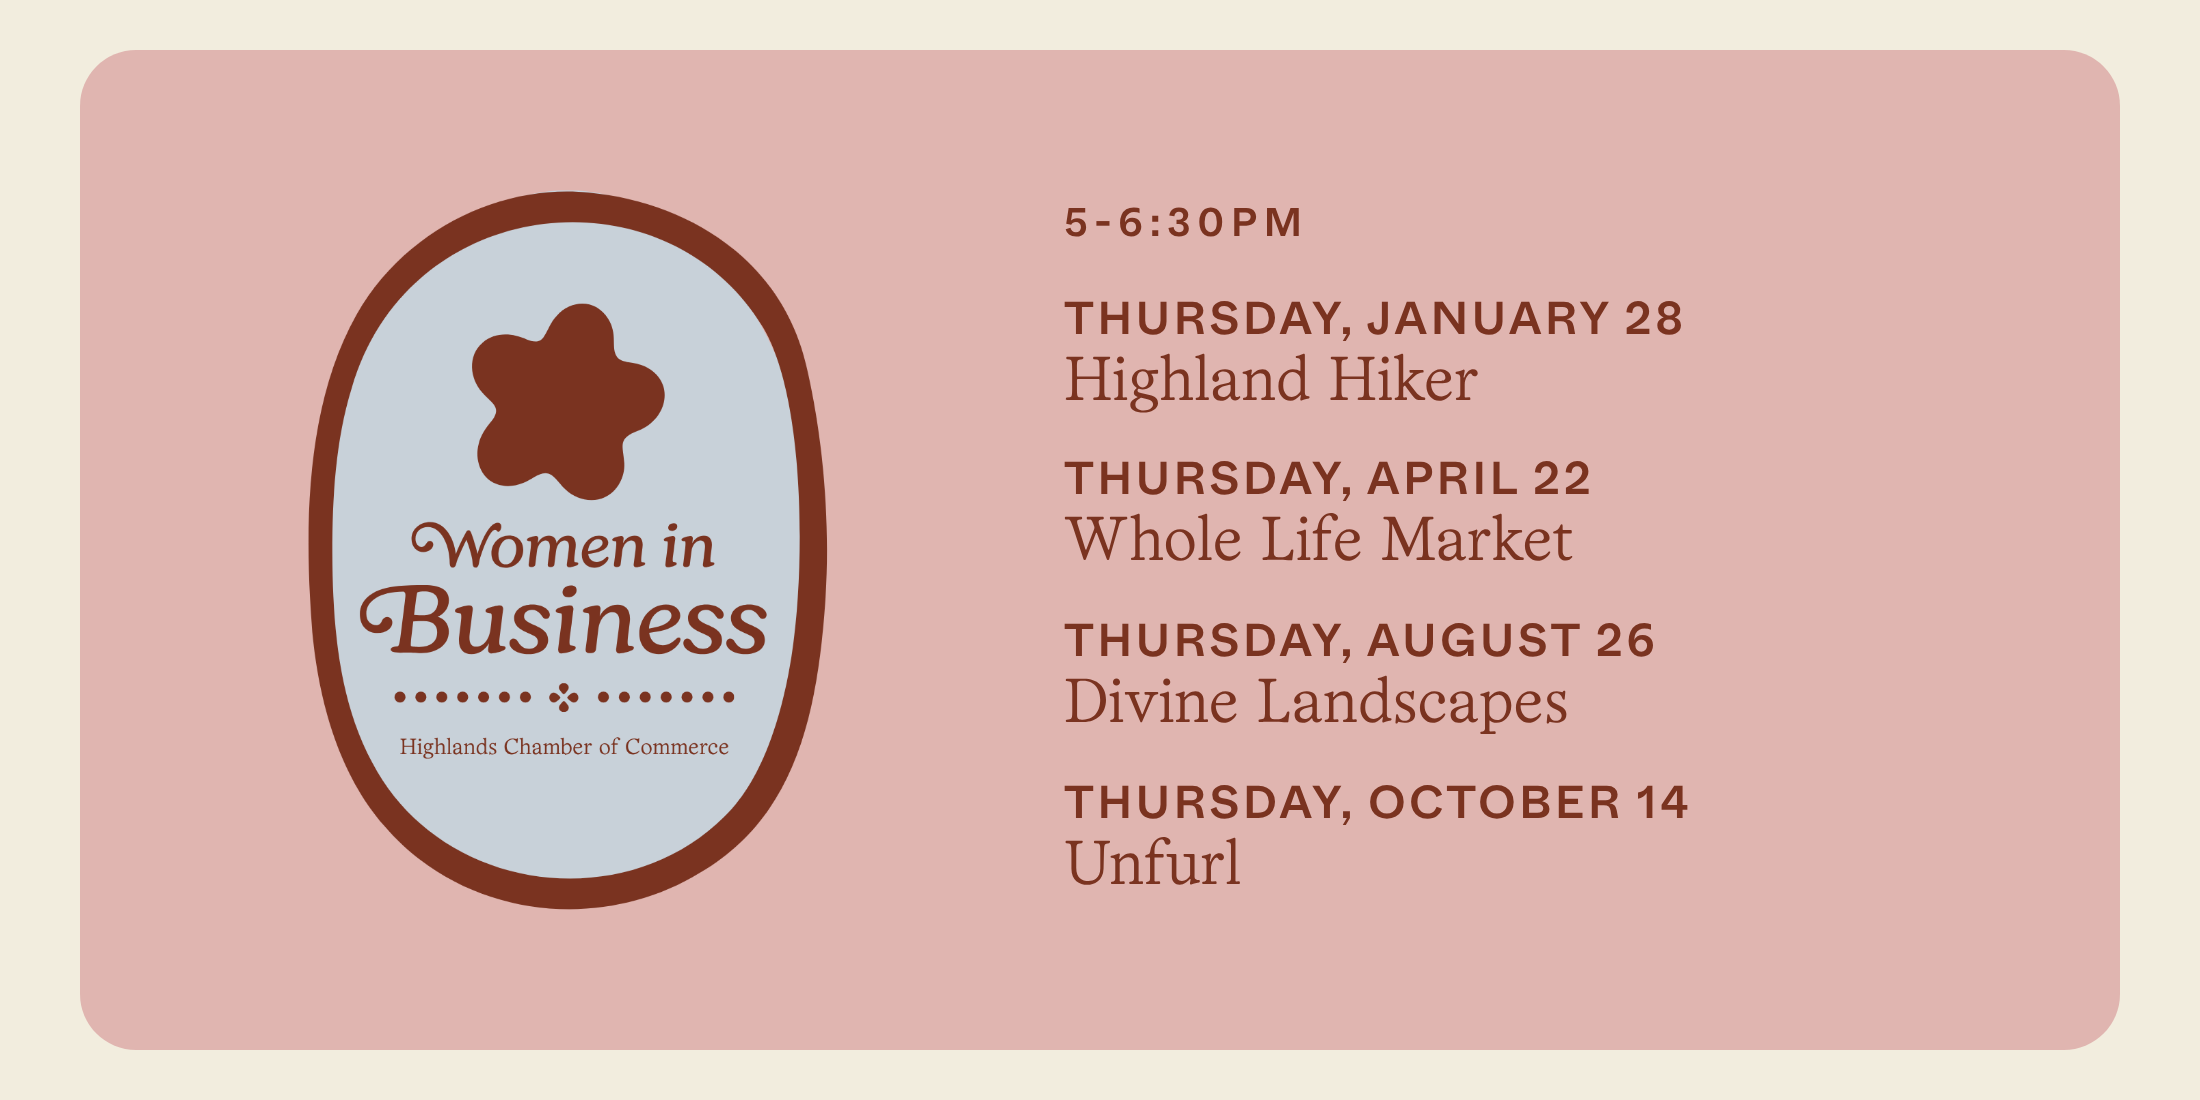 Women in
Business
Highlands Chamber of Commerce
5-6:30PM
THURSDAY, JANUARY 28
Highland Hiker
THURSDAY, APRIL 22
Whole Life Market
THURSDAY, AUGUST 26
Divine Landscapes
THURSDAY, OCTOBER 14
Unfurl